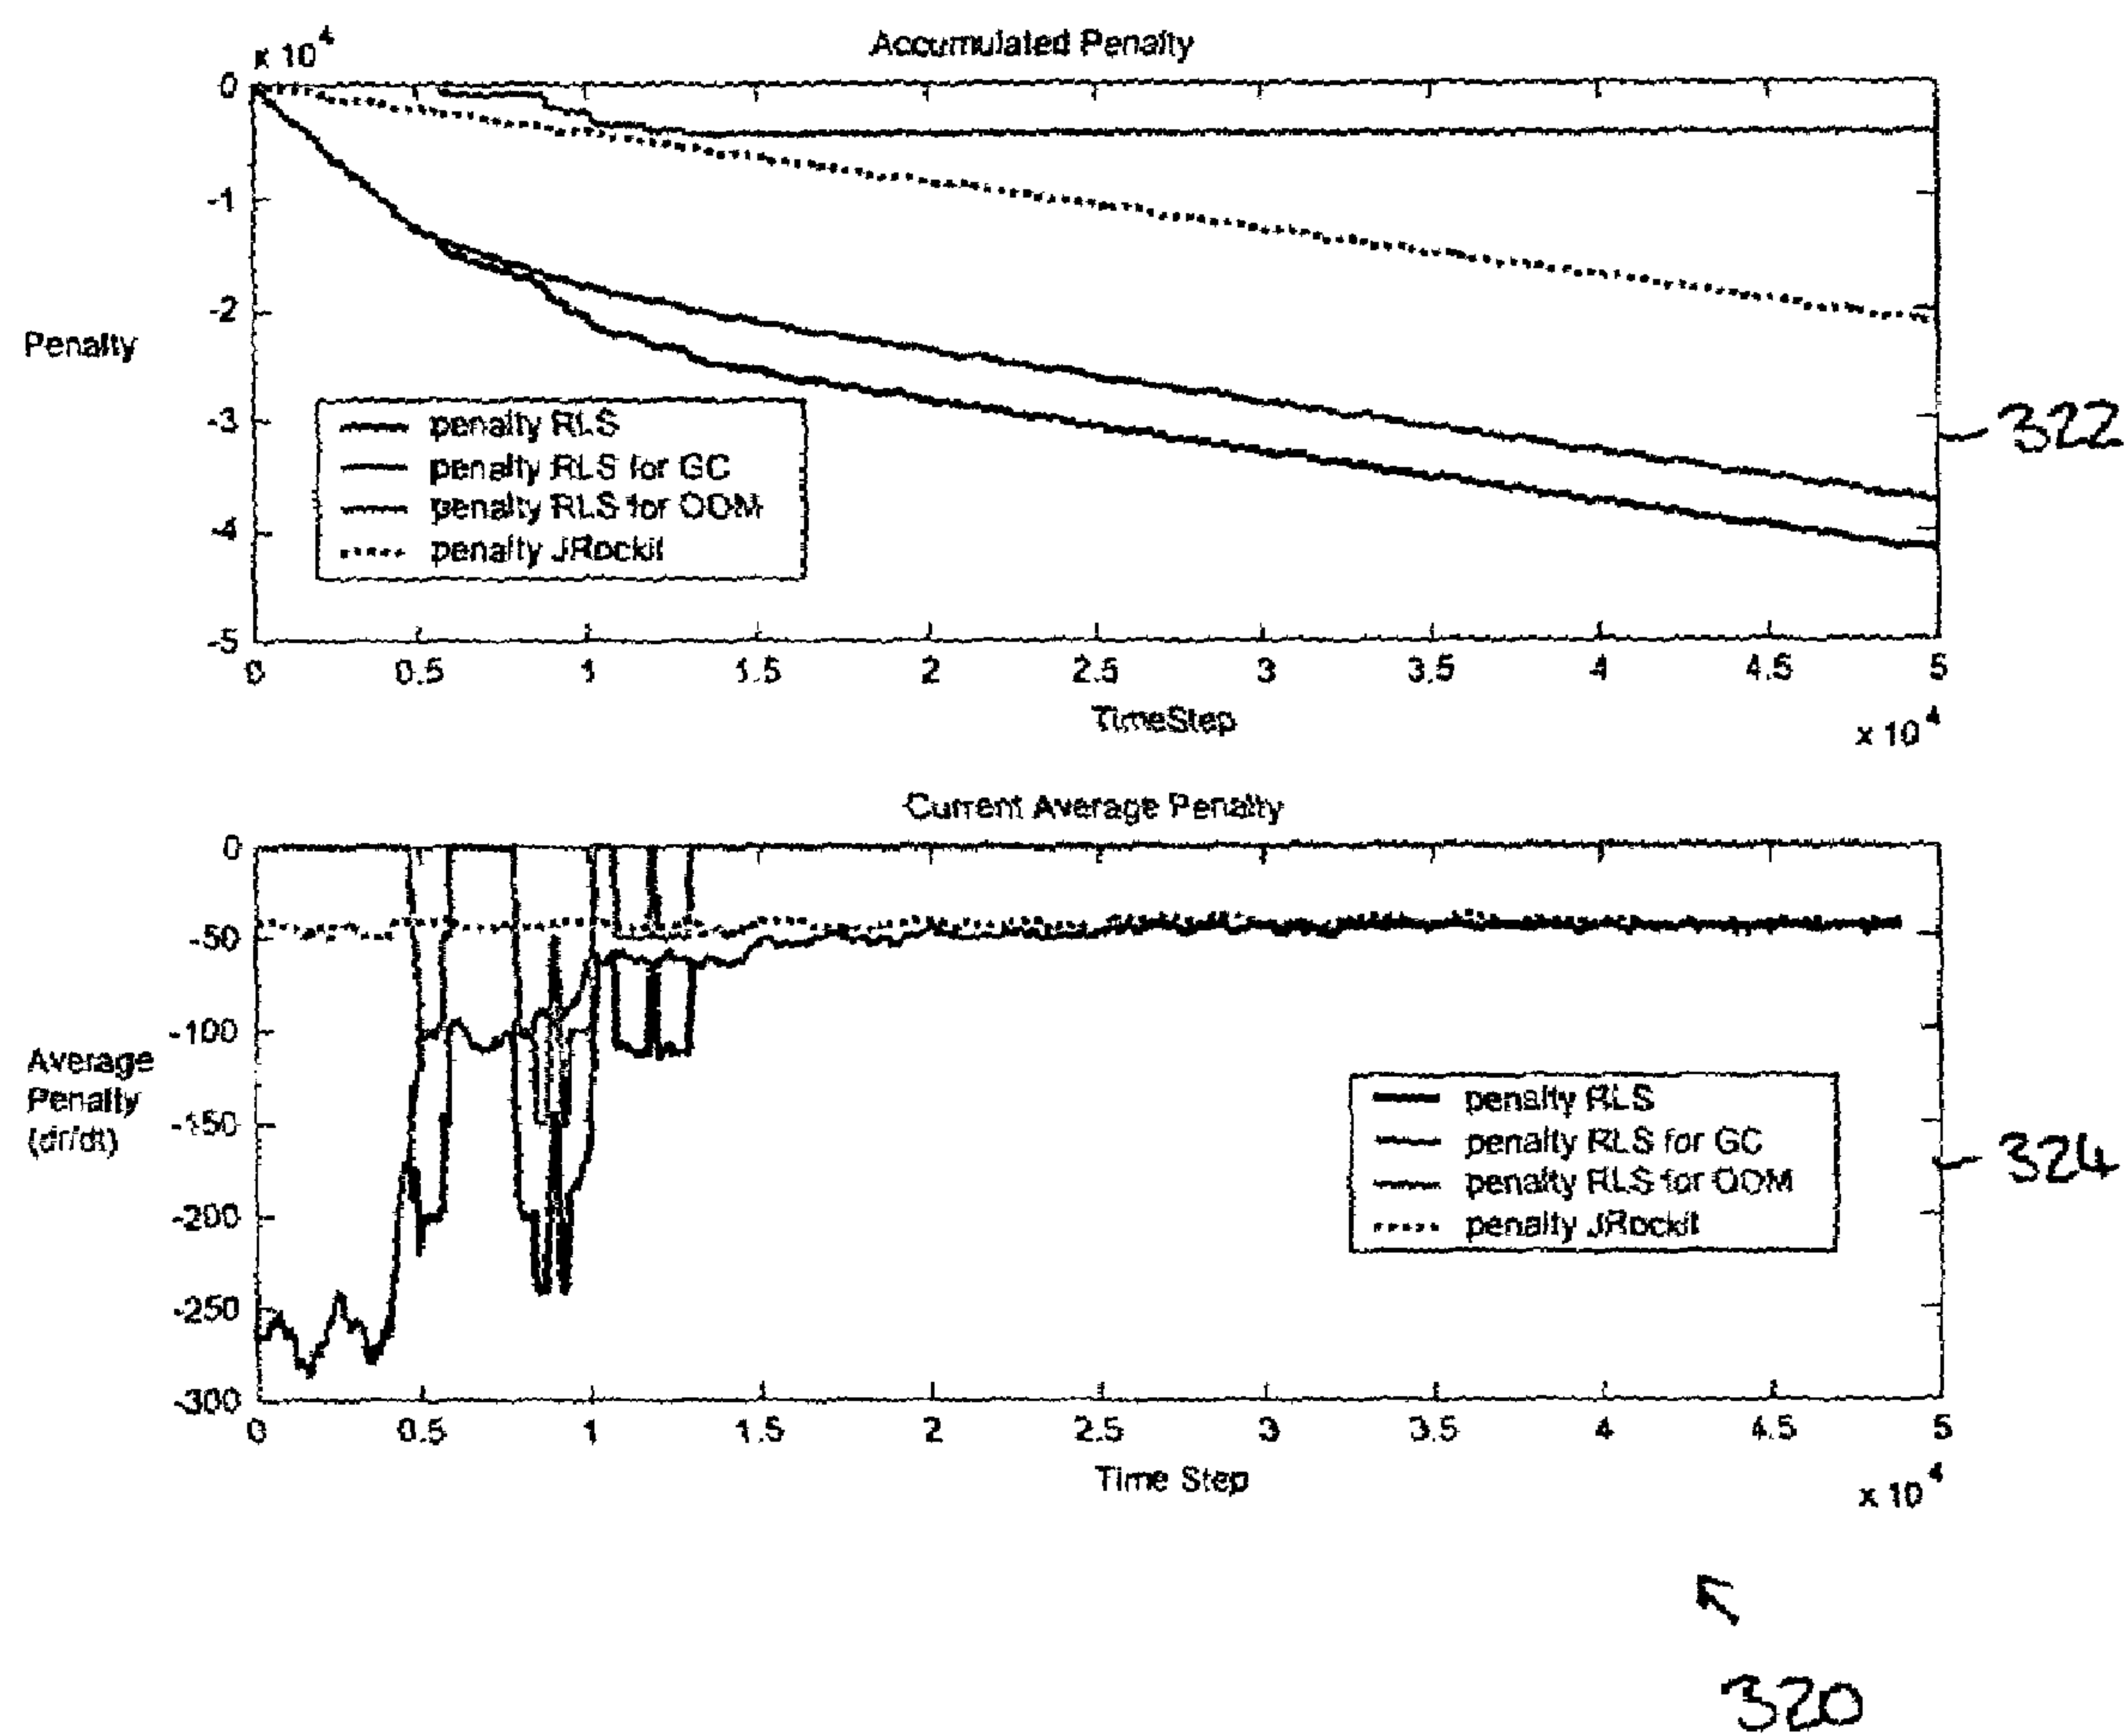 Accumulated Penalty
x 10^4
0
-1
-2
-3
-4
-5
Penalty
penalty RLS
penalty RLS for GC
penalty RLS for OOM
penalty JRockit
322
0 0.5 1 1.5 2 2.5 3 3.5 4 4.5 5
TimeStep
x 10^4
Current Average Penalty
0
-50
-100
-150
-200
-250
-300
Average
Penalty
(dr/dt)
penalty RLS
penalty RLS for GC
penalty RLS for OOM
penalty JRockit
324
0 0.5 1 1.5 2 2.5 3 3.5 4 4.5 5
Time Step
x 10^4
320